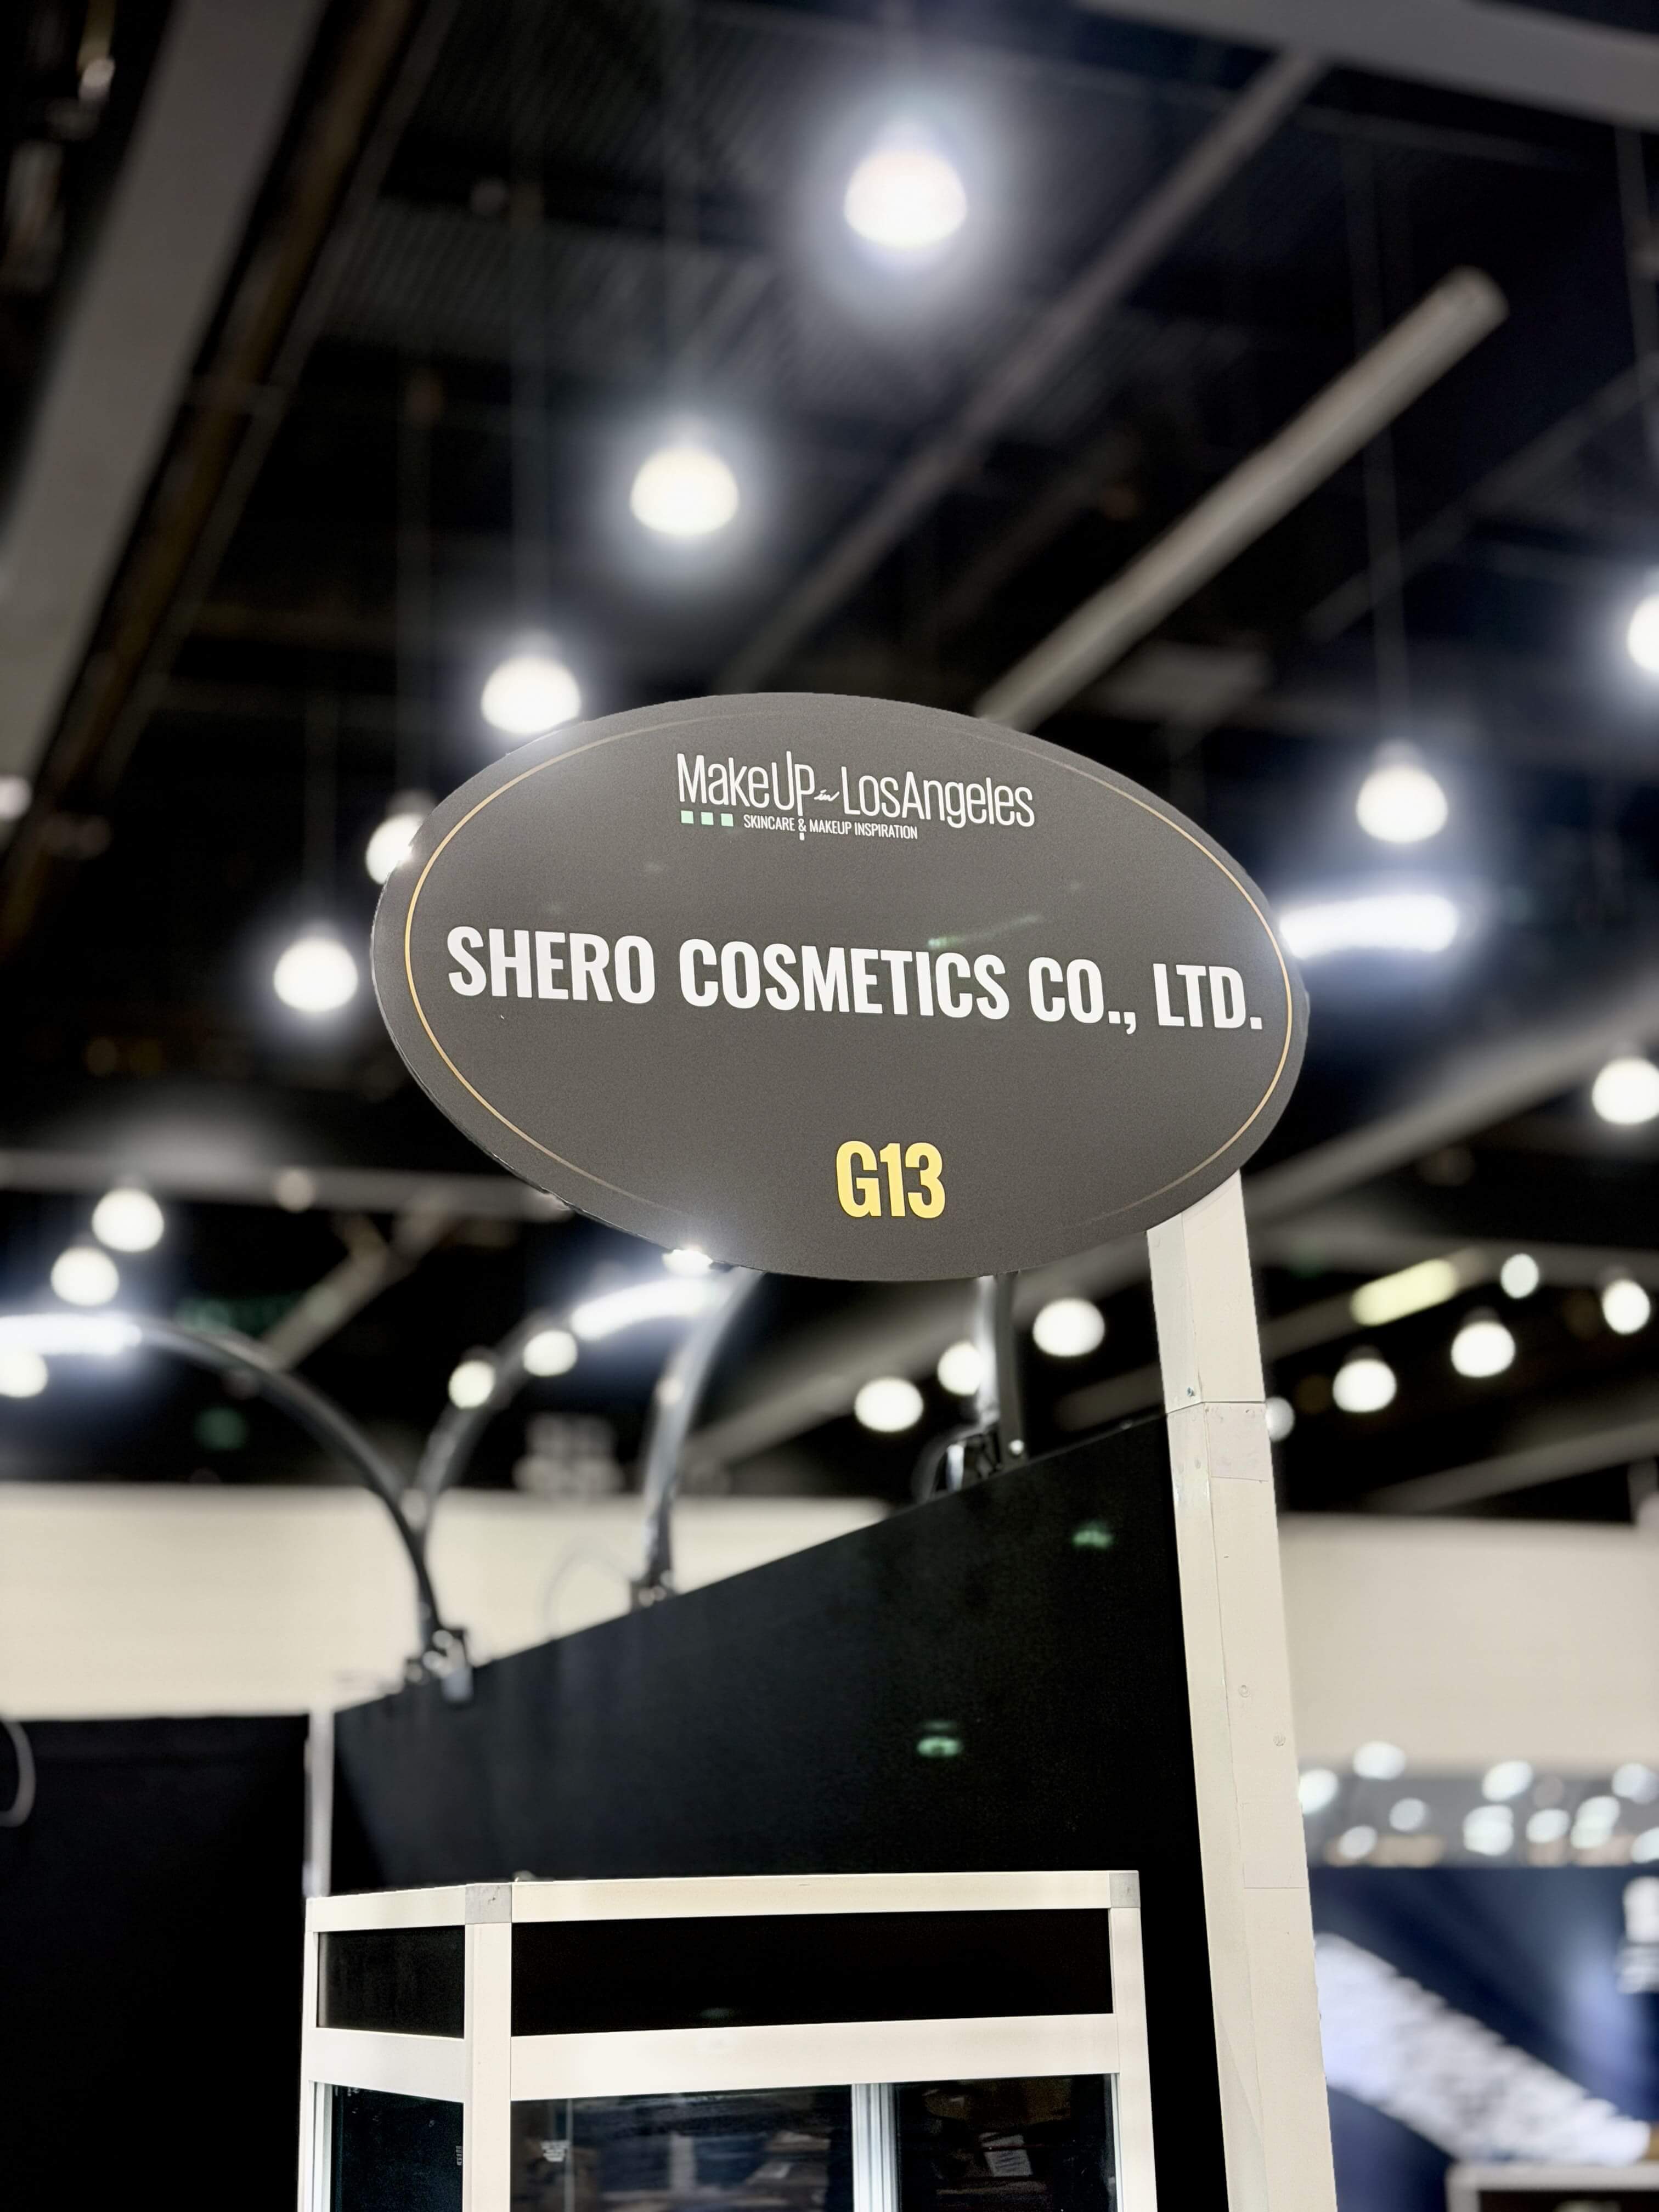 MakeUp in LosAngeles
SKINCARE & MAKEUP INSPIRATION
SHERO COSMETICS CO., LTD.
G13